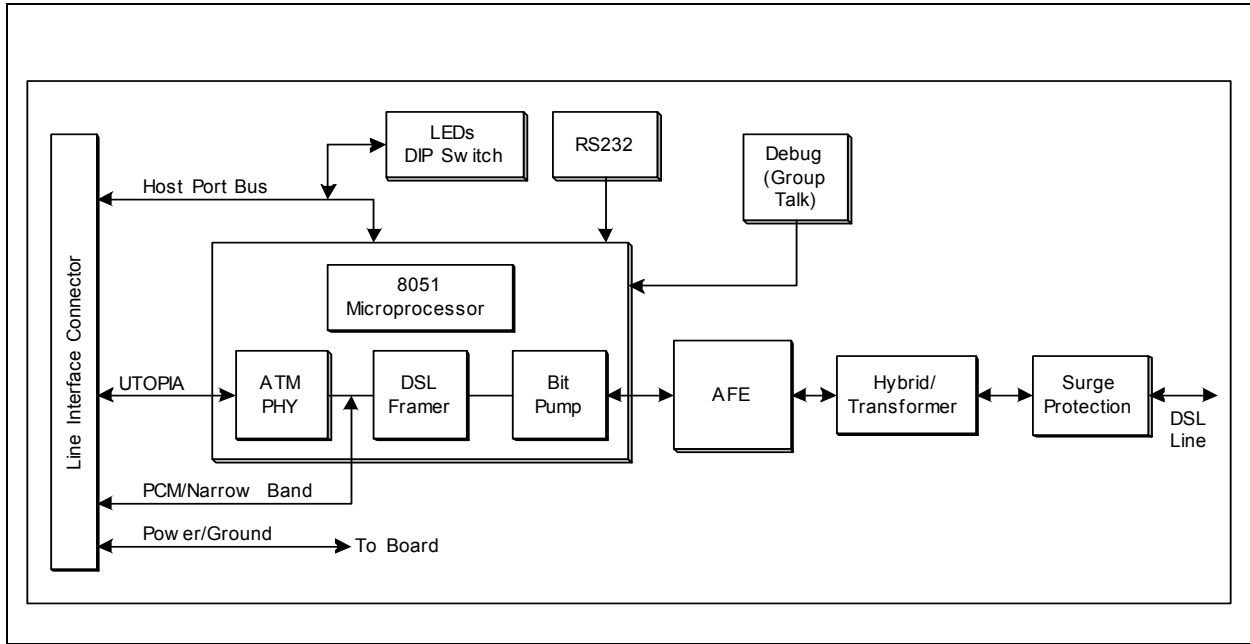 LEDs
DIP Switch
RS232
Debug
(Group
Talk)
Host Port Bus
Line Interface Connector
8051
Microprocessor
UTOPIA
ATM
PHY
DSL
Framer
Bit
Pump
AFE
Hybrid/
Transformer
Surge
Protection
DSL
Line
PCM/Narrow Band
Power/Ground
To Board